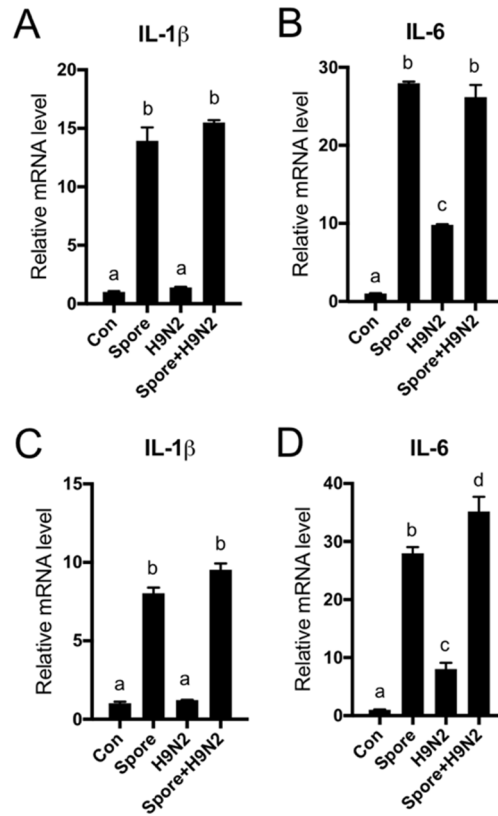 A
IL-1β
Relative mRNA level
20
15
10
5
0
a
b
a
b
Con
Spore
H9N2
Spore+H9N2
B
IL-6
Relative mRNA level
30
20
10
0
a
b
c
b
Con
Spore
H9N2
Spore+H9N2
C
IL-1β
Relative mRNA level
15
10
5
0
a
b
a
b
Con
Spore
H9N2
Spore+H9N2
D
IL-6
Relative mRNA level
40
30
20
10
0
a
b
c
d
Con
Spore
H9N2
Spore+H9N2